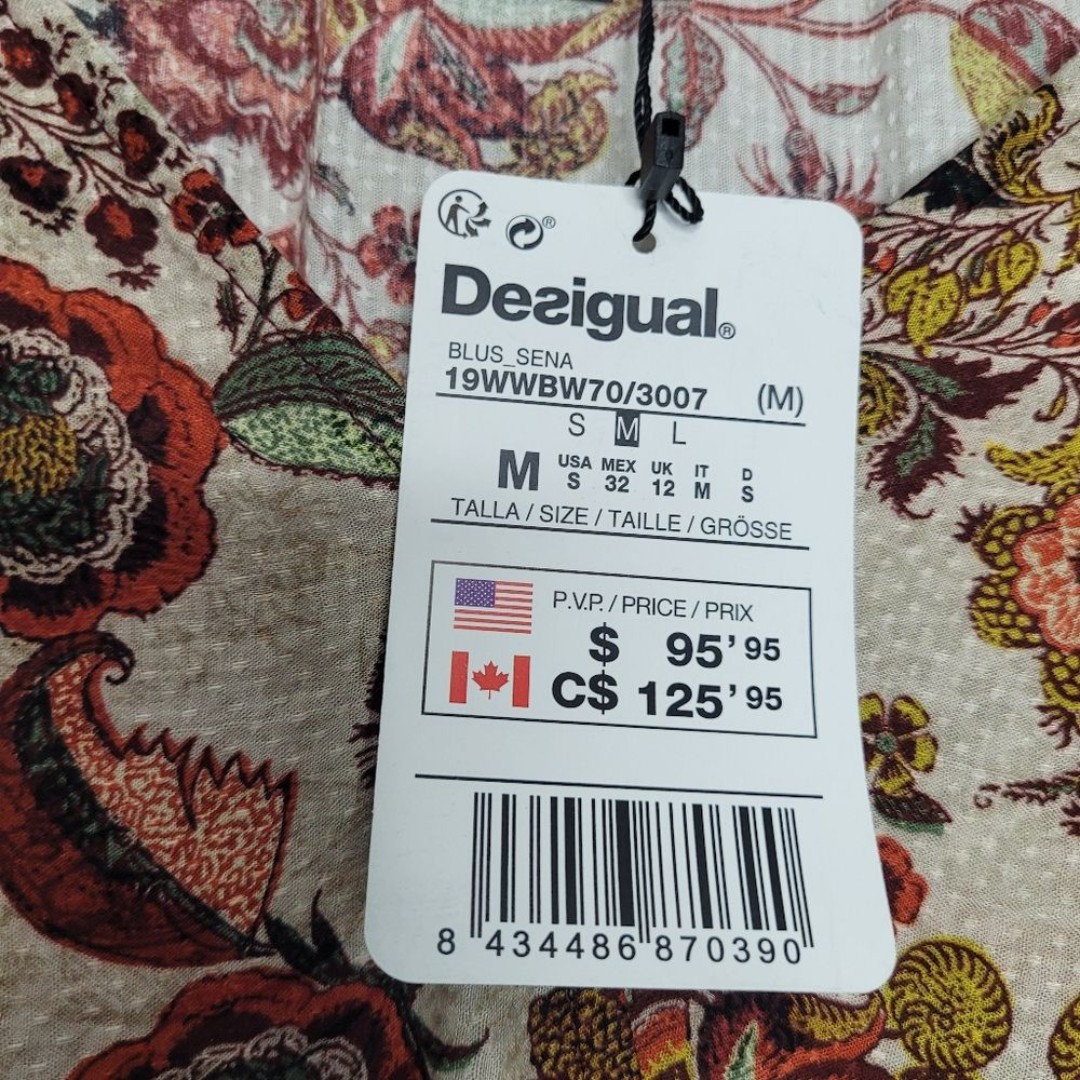 Desigual®
BLUS_SENA
19WWBW70/3007 (M)
S M L
M USA MEX UK IT D
S 32 12 M S
TALLA / SIZE / TAILLE / GRÖSSE
P.V.P. / PRICE / PRIX
$ 95'95
C$ 125'95
8 434486 870390